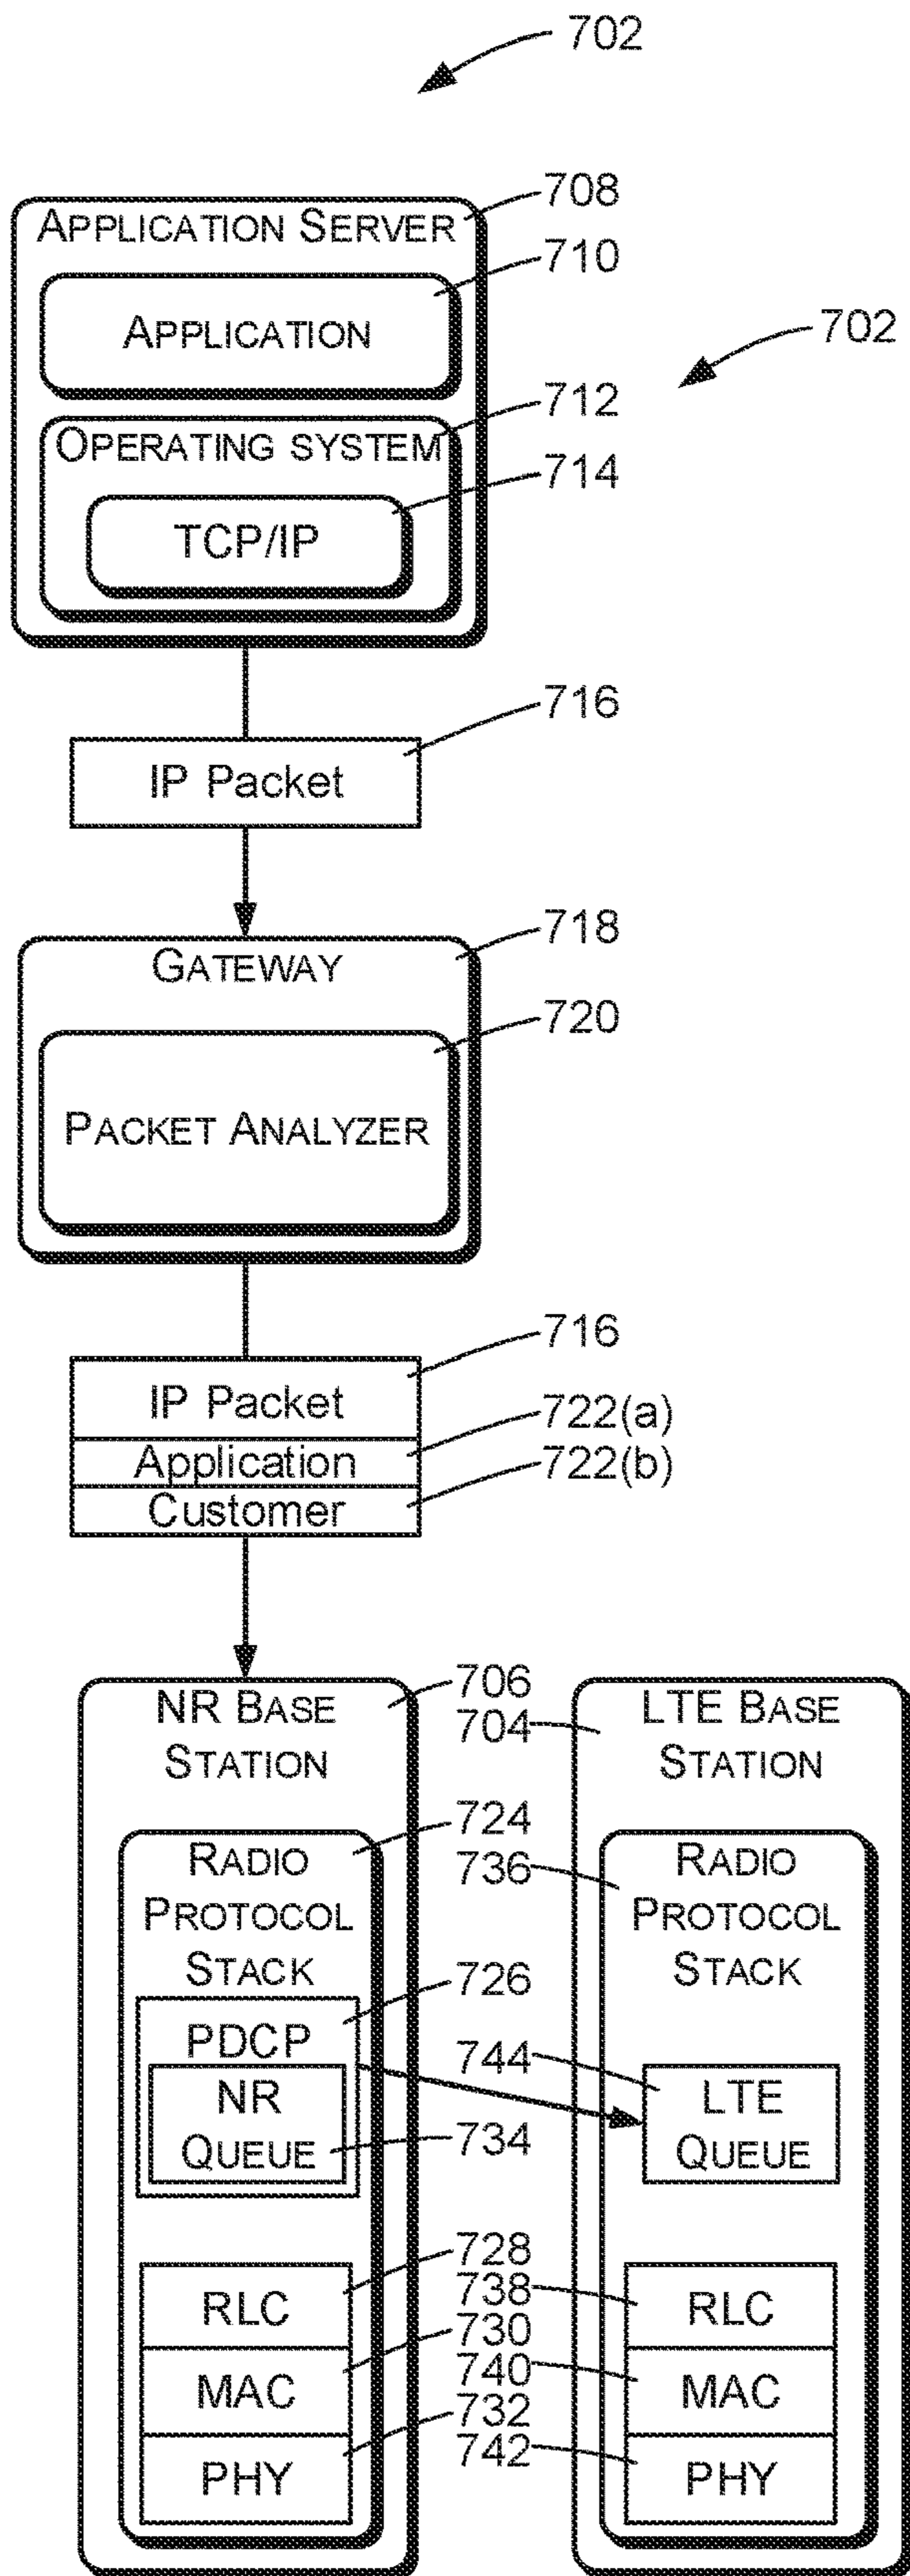 702
708
APPLICATION SERVER
710
APPLICATION
702
712
OPERATING SYSTEM
714
TCP/IP
716
IP Packet
718
GATEWAY
720
PACKET ANALYZER
716
IP Packet
722(a)
Application
722(b)
Customer
706
NR BASE
STATION
704
LTE BASE
STATION
724
RADIO
PROTOCOL
STACK
736
RADIO
PROTOCOL
STACK
726
PDCP
NR
QUEUE
734
744
LTE
QUEUE
728
RLC
738
RLC
730
MAC
740
MAC
732
PHY
742
PHY